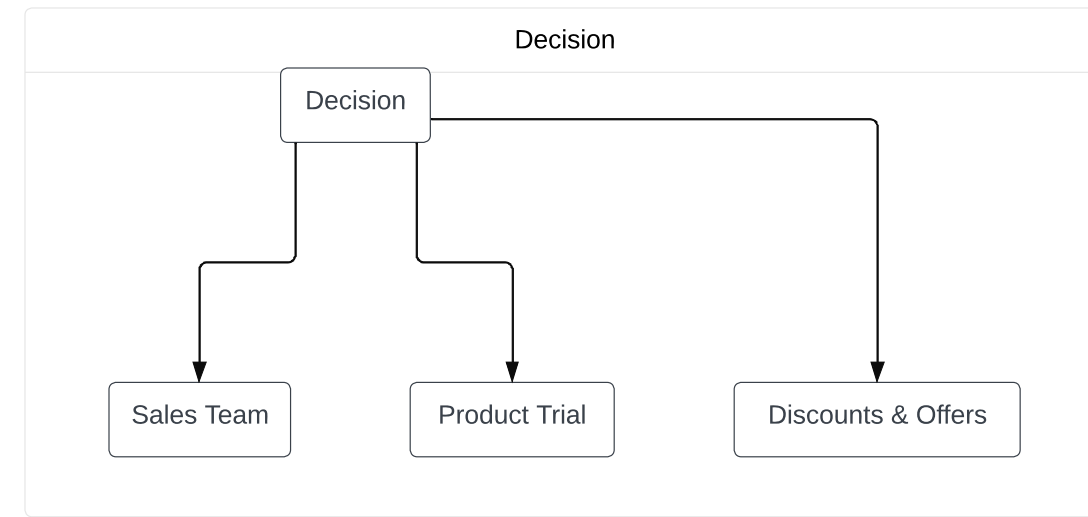 Decision
Decision
Sales Team
Product Trial
Discounts & Offers